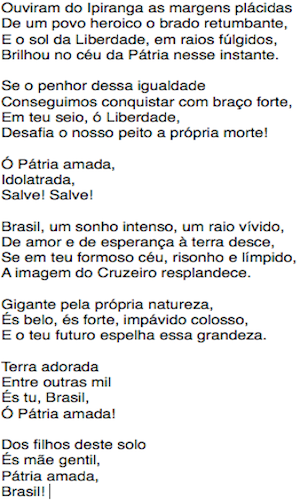 Ouviram do Ipiranga as margens plácidas
De um povo heroico o brado retumbante,
E o sol da Liberdade, em raios fúlgidos,
Brilhou no céu da Pátria nesse instante.

Se o penhor dessa igualdade
Conseguimos conquistar com braço forte,
Em teu seio, ó Liberdade,
Desafia o nosso peito a própria morte!

Ó Pátria amada,
Idolatrada,
Salve! Salve!

Brasil, um sonho intenso, um raio vívido,
De amor e de esperança à terra desce,
Se em teu formoso céu, risonho e límpido,
A imagem do Cruzeiro resplandece.

Gigante pela própria natureza,
És belo, és forte, impávido colosso,
E o teu futuro espelha essa grandeza.

Terra adorada
Entre outras mil
És tu, Brasil,
Ó Pátria amada!

Dos filhos deste solo
És mãe gentil,
Pátria amada,
Brasil!